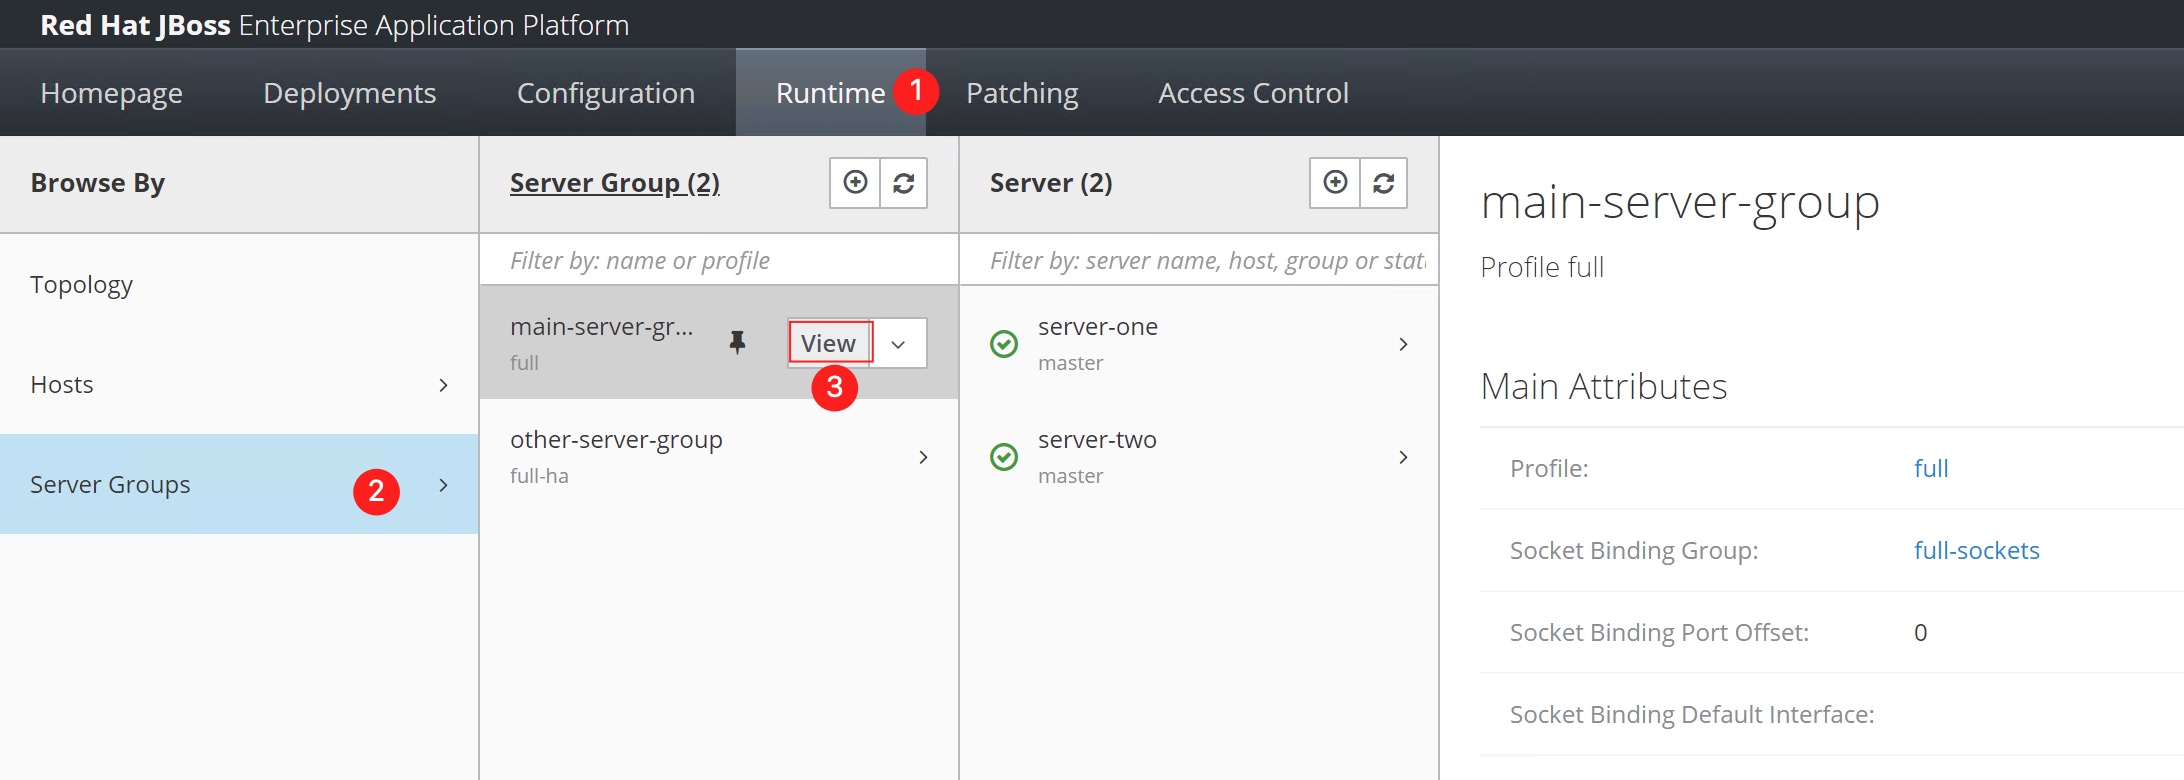 Red Hat JBoss Enterprise Application Platform
Homepage Deployments Configuration Runtime 1 Patching Access Control
Browse By
Topology
Hosts
Server Groups 2
Server Group (2)
Filter by: name or profile
main-server-gr...
full
View
3
other-server-group
full-ha
Server (2)
Filter by: server name, host, group or stat
server-one
master
server-two
master
main-server-group
Profile full
Main Attributes
Profile: full
Socket Binding Group: full-sockets
Socket Binding Port Offset: 0
Socket Binding Default Interface: